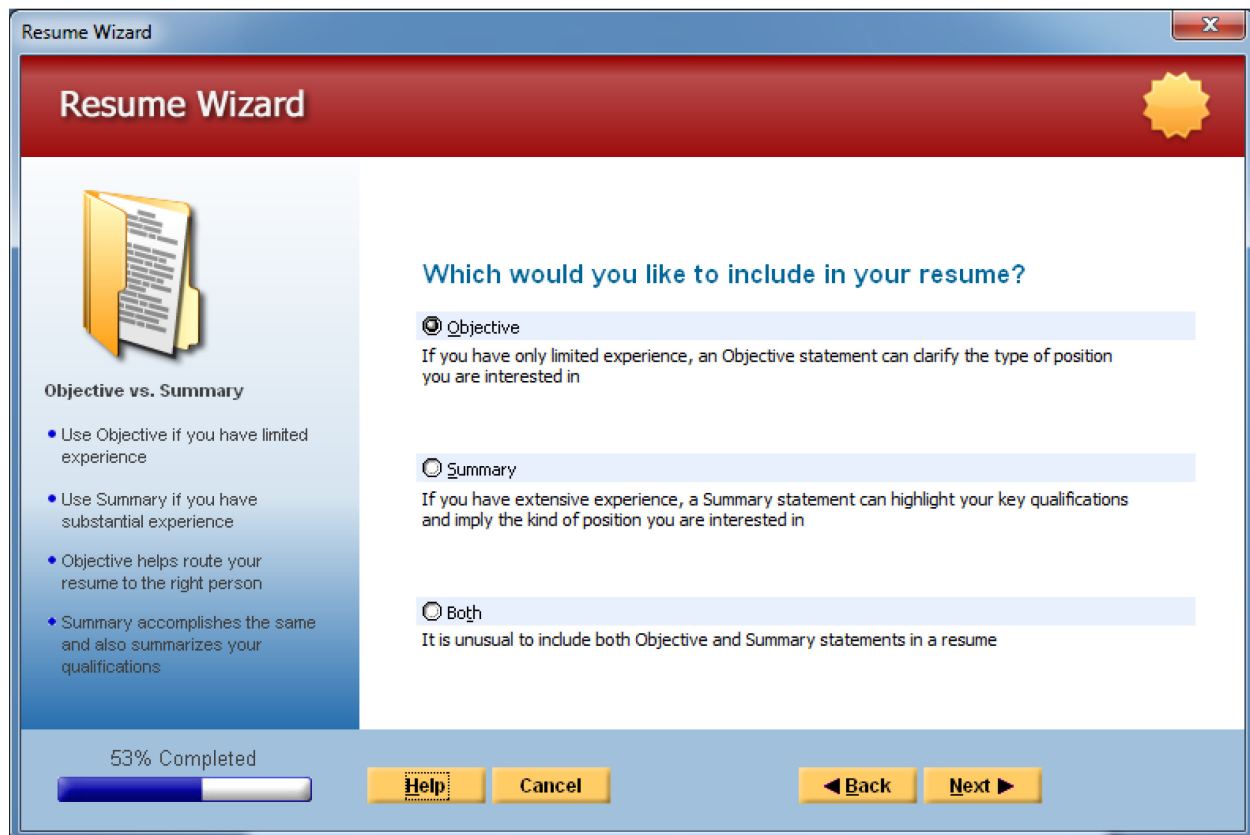 Resume Wizard
X
Resume Wizard
Objective vs. Summary
• Use Objective if you have limited
experience
• Use Summary if you have
substantial experience
• Objective helps route your
resume to the right person
• Summary accomplishes the same
and also summarizes your
qualifications
Which would you like to include in your resume?
Objective
If you have only limited experience, an Objective statement can clarify the type of position
you are interested in
Summary
If you have extensive experience, a Summary statement can highlight your key qualifications
and imply the kind of position you are interested in
Both
It is unusual to include both Objective and Summary statements in a resume
53% Completed
Help Cancel ◀ Back Next ▶